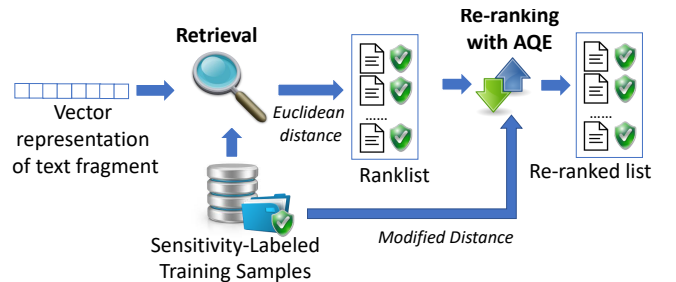 Retrieval
Re-ranking
with AQE
Vector
representation
of text fragment
Euclidean
distance
......
Ranklist
......
Re-ranked list
Sensitivity-Labeled
Training Samples
Modified Distance